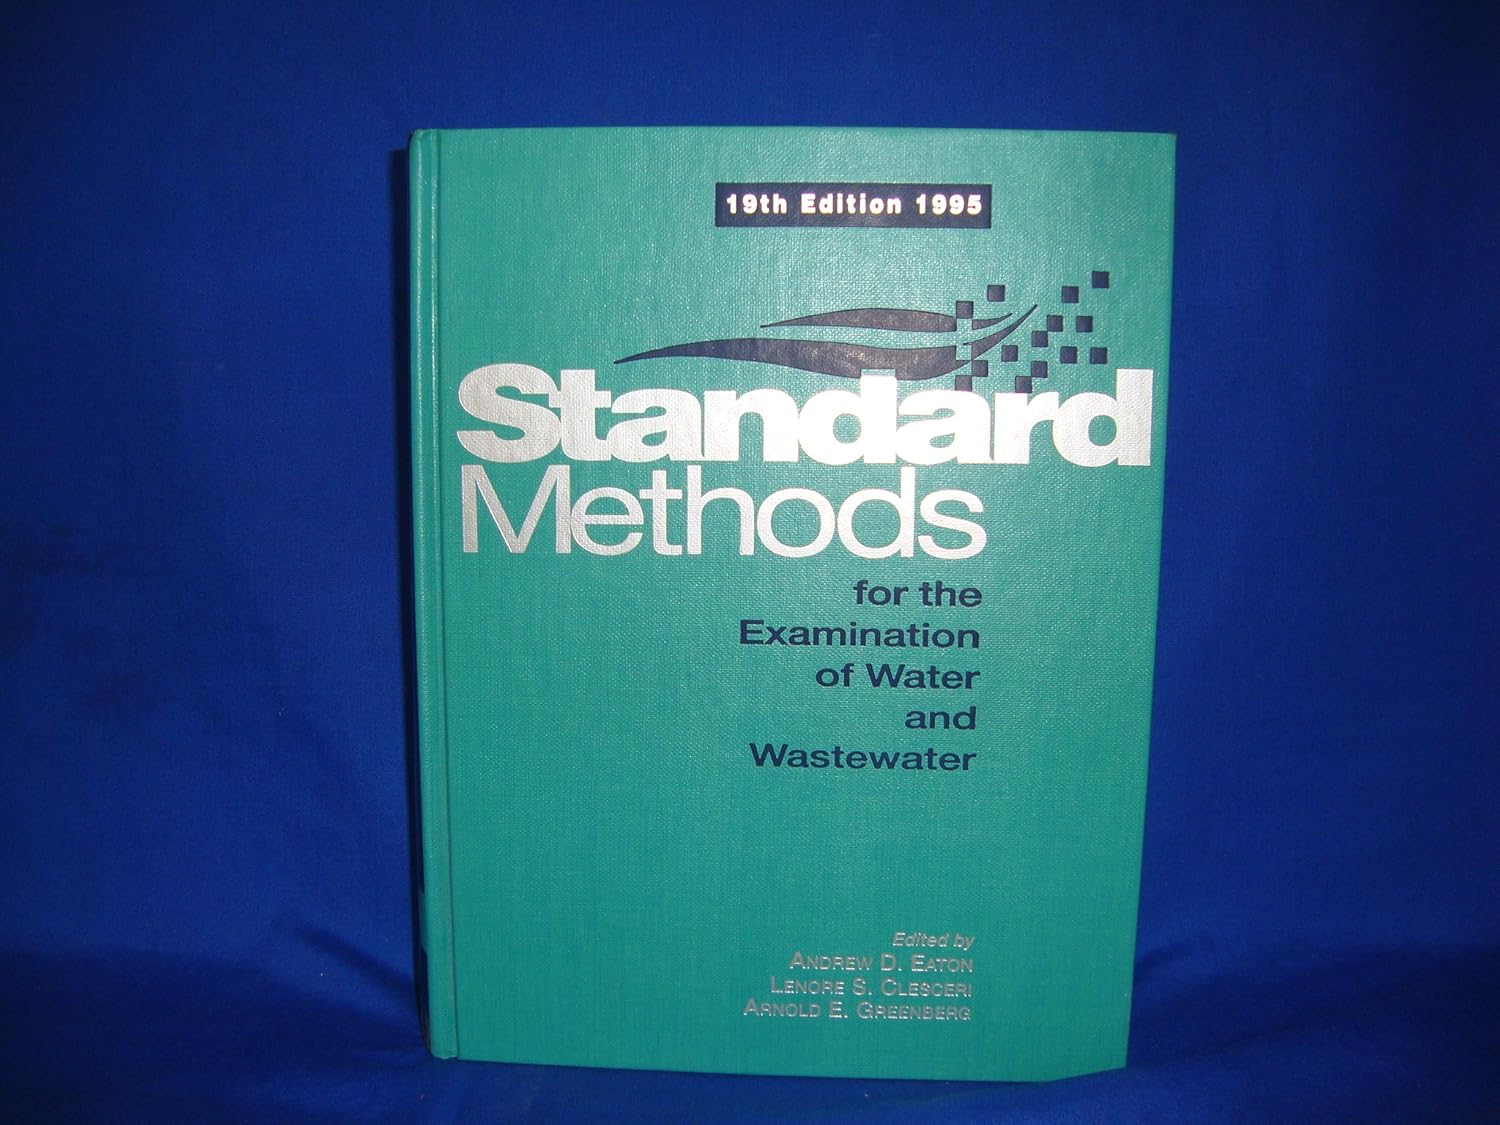 19th Edition 1995
Standard
Methods
for the
Examination
of Water
and
Wastewater
Edited by
ANDREW D. EATON
LENORE S. CLESCERI
ARNOLD E. GREENBERG